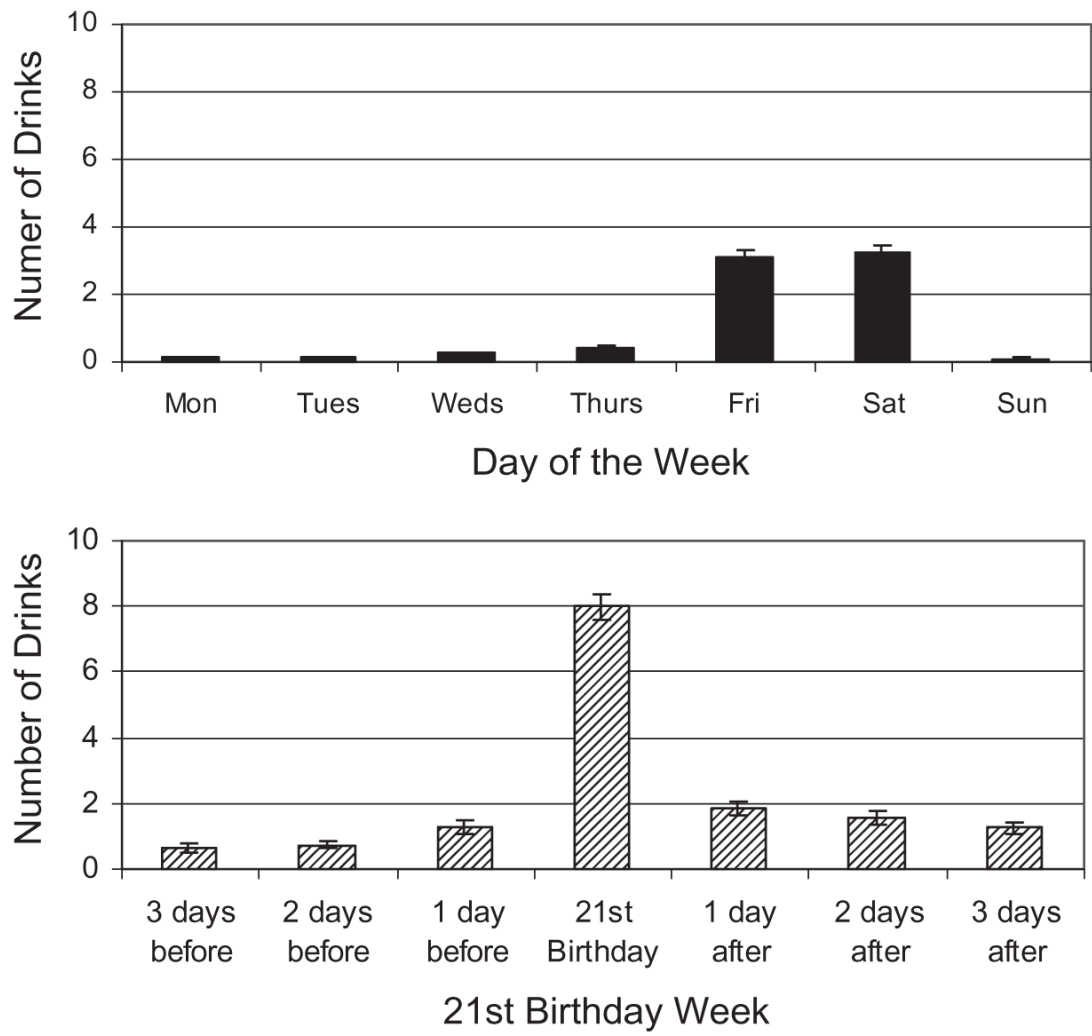 Numer of Drinks
10
8
6
4
2
0
Mon Tues Weds Thurs Fri Sat Sun
Day of the Week
Number of Drinks
10
8
6
4
2
0
3 days 2 days 1 day 21st 1 day 2 days 3 days
before before before Birthday after after after
21st Birthday Week